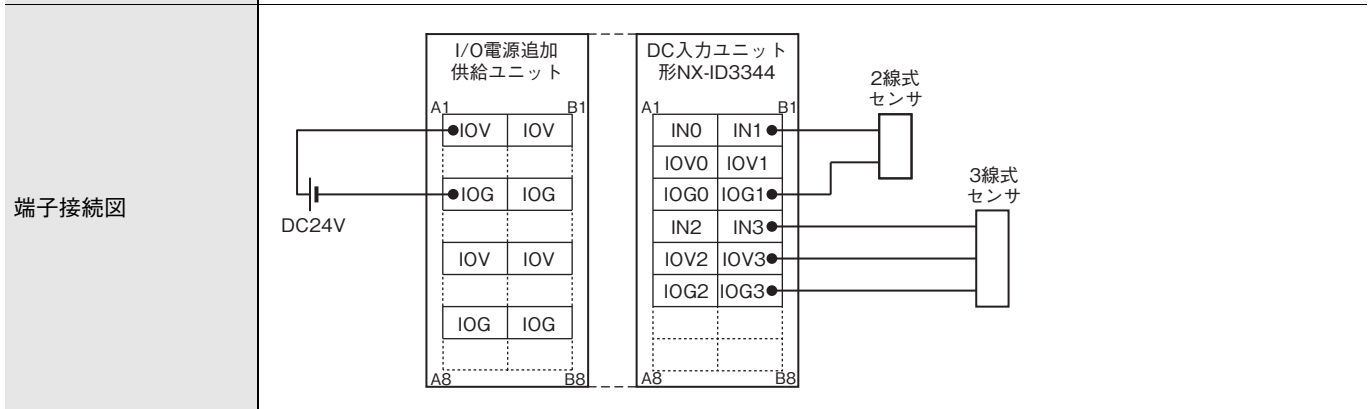 端子接続図
I/O電源追加
供給ユニット
A1 B1
IOV IOV
IOG IOG
IOV IOV
IOG IOG
A8 B8
DC24V
DC入力ユニット
形NX-ID3344
A1 B1
IN0 IN1
IOV0 IOV1
IOG0 IOG1
IN2 IN3
IOV2 IOV3
IOG2 IOG3
A8 B8
2線式
センサ
3線式
センサ